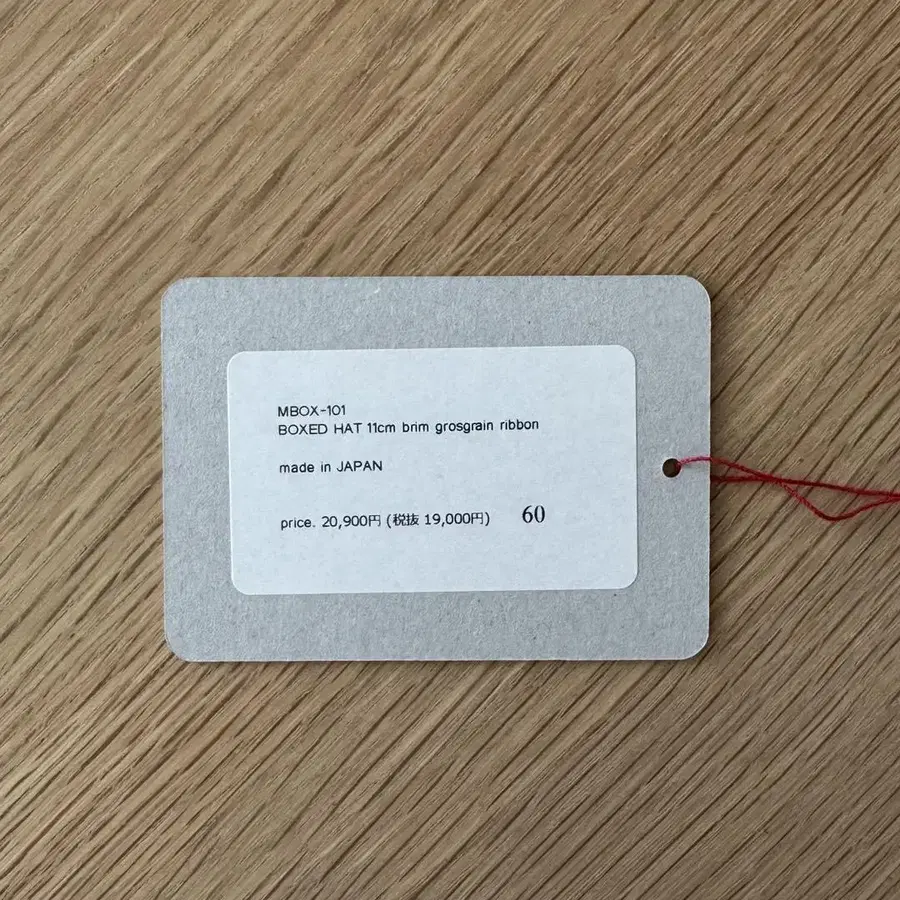 MBOX-101
BOXED HAT 11cm brim grosgrain ribbon
made in JAPAN
price. 20,900円 (税抜 19,000円) 60